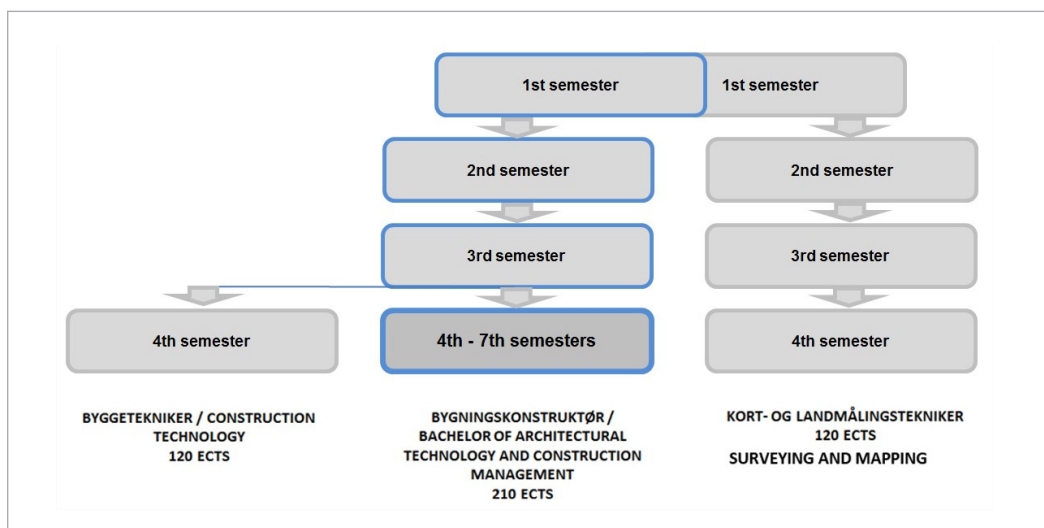 1st semester
1st semester
2nd semester
2nd semester
3rd semester
3rd semester
4th semester
4th - 7th semesters
4th semester
BYGGETEKNIKER / CONSTRUCTION
TECHNOLOGY
120 ECTS
BYGNINGSKONSTRUKTØR /
BACHELOR OF ARCHITECTURAL
TECHNOLOGY AND CONSTRUCTION
MANAGEMENT
210 ECTS
KORT- OG LANDMÅLINGSTEKNIKER
120 ECTS
SURVEYING AND MAPPING